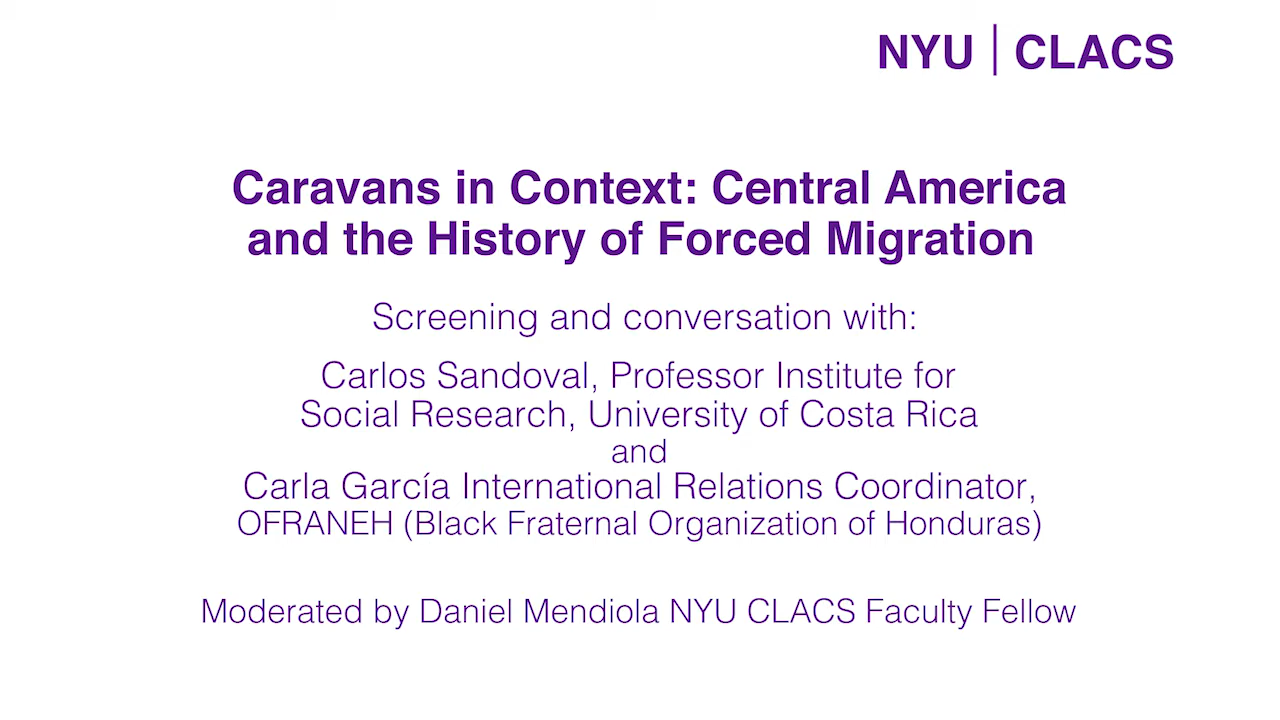 NYU | CLACS
Caravans in Context: Central America
and the History of Forced Migration
Screening and conversation with:
Carlos Sandoval, Professor Institute for
Social Research, University of Costa Rica
and
Carla García International Relations Coordinator,
OFRANEH (Black Fraternal Organization of Honduras)
Moderated by Daniel Mendiola NYU CLACS Faculty Fellow